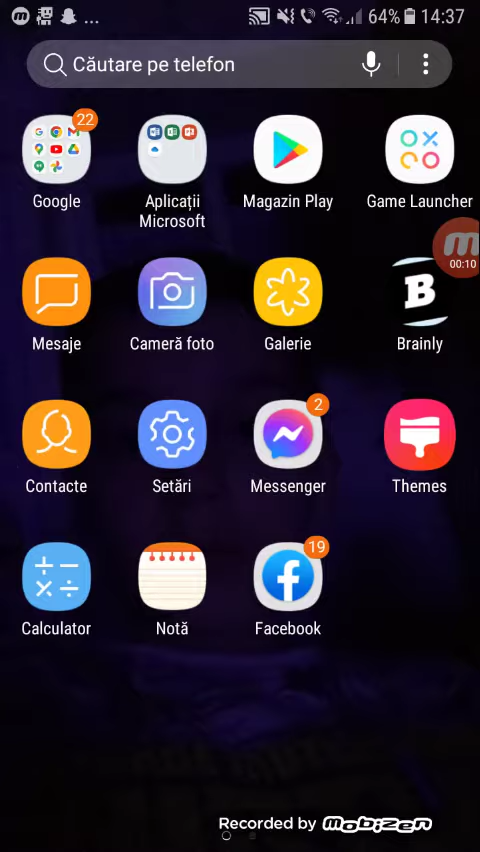 ... 64% 14:37
Căutare pe telefon
22
Google
Aplicații
Microsoft
Magazin Play
Game Launcher
00:10
Mesaje
Cameră foto
Galerie
B
Brainly
2
Contacte
Setări
Messenger
Themes
19
Calculator
Notă
Facebook
Recorded by Mobizen